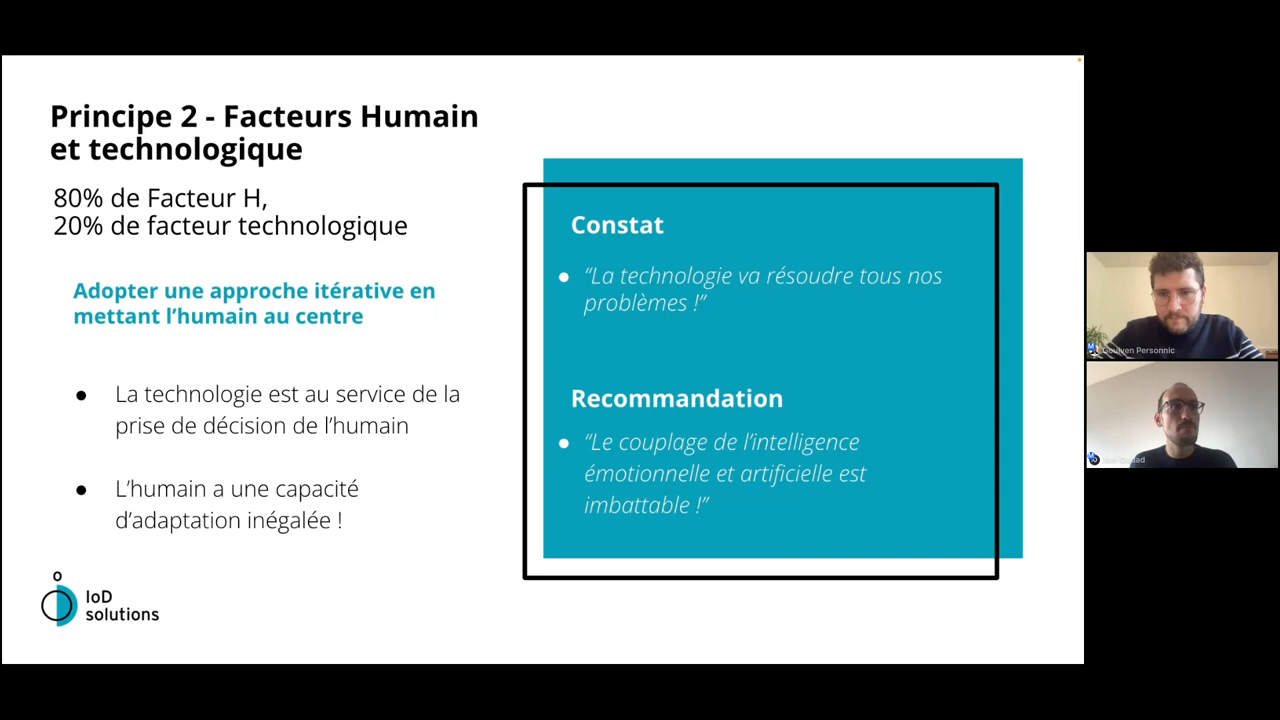 Principe 2 - Facteurs Humain
et technologique
80% de Facteur H,
20% de facteur technologique
Adopter une approche itérative en
mettant l’humain au centre
● La technologie est au service de la
prise de décision de l’humain
● L’humain a une capacité
d’adaptation inégalée !
IoD
solutions
Constat
● “La technologie va résoudre tous nos
problèmes !”
Recommandation
● “Le couplage de l’intelligence
émotionnelle et artificielle est
imbattable !”
Goulven Personnic